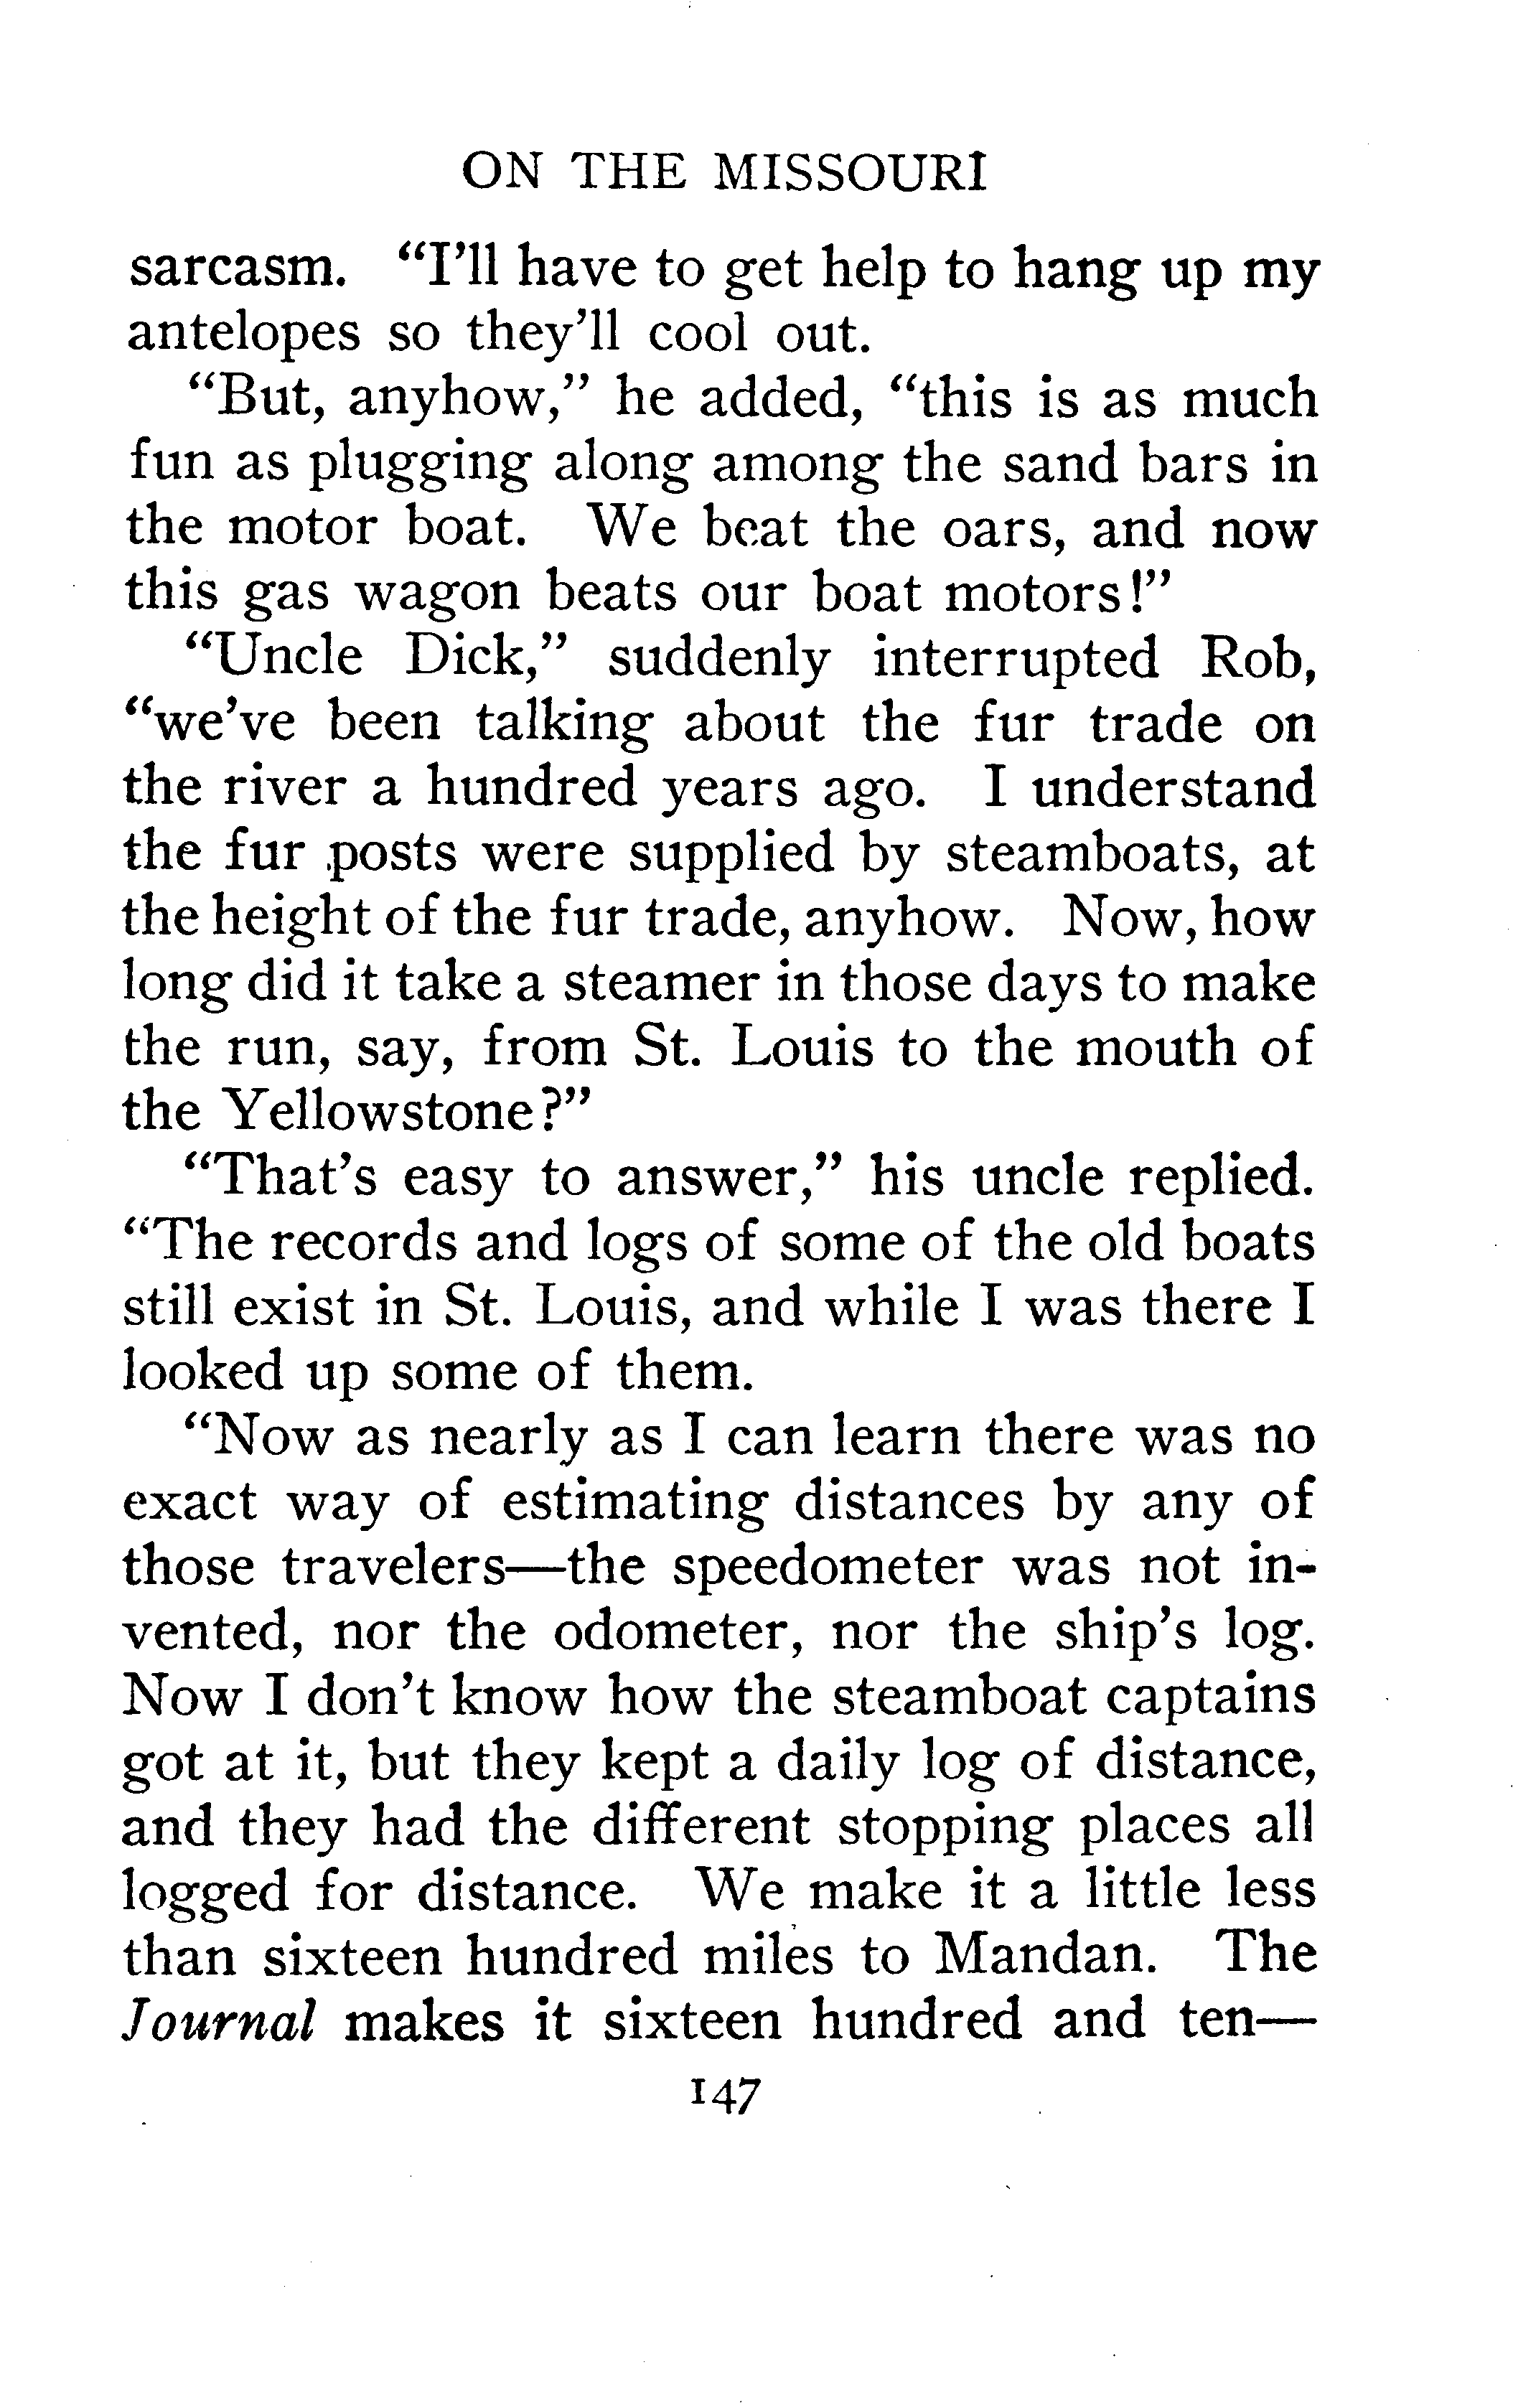 ON THE MISSOURI
sarcasm. “I’ll have to get help to hang up my
antelopes so they’ll cool out.
“But, anyhow,” he added, “this is as much
fun as plugging along among the sand bars in
the motor boat. We beat the oars, and now
this gas wagon beats our boat motors!”
“Uncle Dick,” suddenly interrupted Rob,
“we’ve been talking about the fur trade on
the river a hundred years ago. I understand
the fur posts were supplied by steamboats, at
the height of the fur trade, anyhow. Now, how
long did it take a steamer in those days to make
the run, say, from St. Louis to the mouth of
the Yellowstone?”
“That’s easy to answer,” his uncle replied.
“The records and logs of some of the old boats
still exist in St. Louis, and while I was there I
looked up some of them.
“Now as nearly as I can learn there was no
exact way of estimating distances by any of
those travelers—the speedometer was not in-
vented, nor the odometer, nor the ship’s log.
Now I don’t know how the steamboat captains
got at it, but they kept a daily log of distance,
and they had the different stopping places all
logged for distance. We make it a little less
than sixteen hundred miles to Mandan. The
Journal makes it sixteen hundred and ten—
147